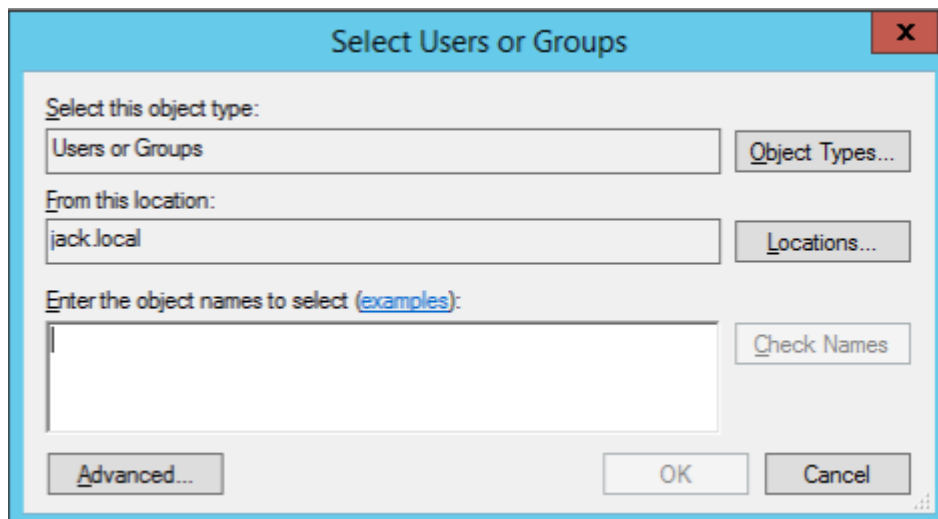 Select Users or Groups
x
Select this object type:
Users or Groups
Object Types...
From this location:
jack.local
Locations...
Enter the object names to select (examples):
Check Names
Advanced...
OK
Cancel